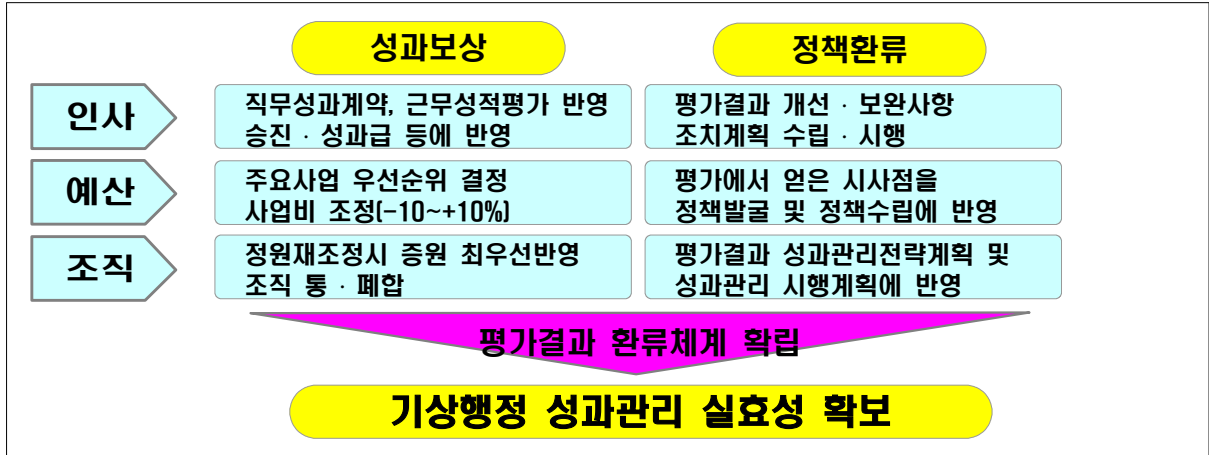 성과보상
정책환류
인사
직무성과계약, 근무성적평가 반영
승진 · 성과급 등에 반영
평가결과 개선 · 보완사항
조치계획 수립 · 시행
예산
주요사업 우선순위 결정
사업비 조정(-10~+10%)
평가에서 얻은 시사점을
정책발굴 및 정책수립에 반영
조직
정원재조정시 증원 최우선반영
조직 통 · 폐합
평가결과 성과관리전략계획 및
성과관리 시행계획에 반영
평가결과 환류체계 확립
기상행정 성과관리 실효성 확보